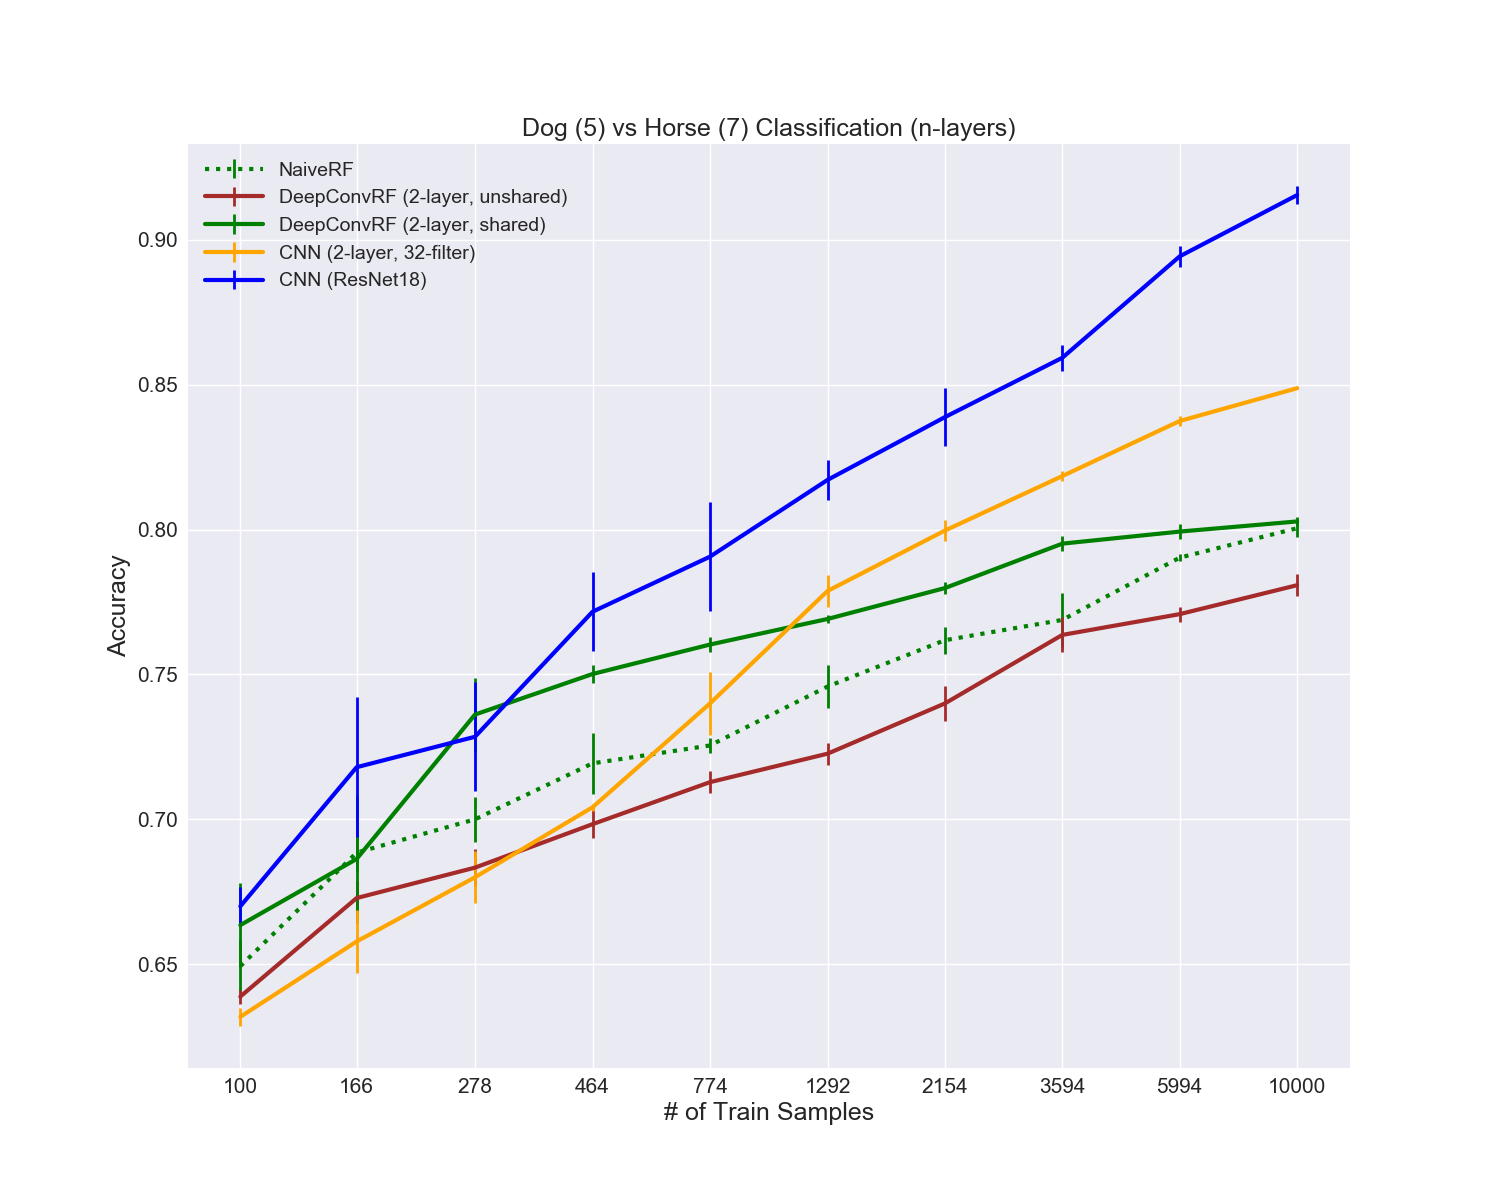 Dog (5) vs Horse (7) Classification (n-layers)
NaiveRF
DeepConvRF (2-layer, unshared)
DeepConvRF (2-layer, shared)
CNN (2-layer, 32-filter)
CNN (ResNet18)
0.90
0.85
0.80
0.75
0.70
0.65
Accuracy
100 166 278 464 774 1292 2154 3594 5994 10000
# of Train Samples